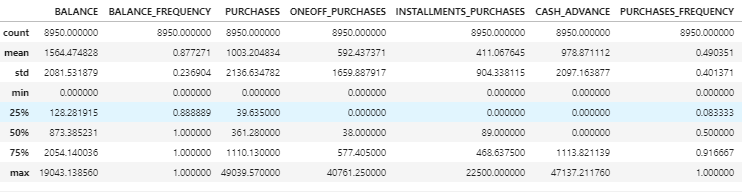 BALANCE BALANCE_FREQUENCY PURCHASES ONEOFF_PURCHASES INSTALLMENTS_PURCHASES CASH_ADVANCE PURCHASES_FREQUENCY
count 8950.000000 8950.000000 8950.000000 8950.000000 8950.000000 8950.000000 8950.000000
mean 1564.474828 0.877271 1003.204834 592.437371 411.067645 978.871112 0.490351
std 2081.531879 0.236904 2136.634782 1659.887917 904.338115 2097.163877 0.401371
min 0.000000 0.000000 0.000000 0.000000 0.000000 0.000000 0.000000
25% 128.281915 0.888889 39.635000 0.000000 0.000000 0.000000 0.083333
50% 873.385231 1.000000 361.280000 38.000000 89.000000 0.000000 0.500000
75% 2054.140036 1.000000 1110.130000 577.405000 468.637500 1113.821139 0.916667
max 19043.138560 1.000000 49039.570000 40761.250000 22500.000000 47137.211760 1.000000